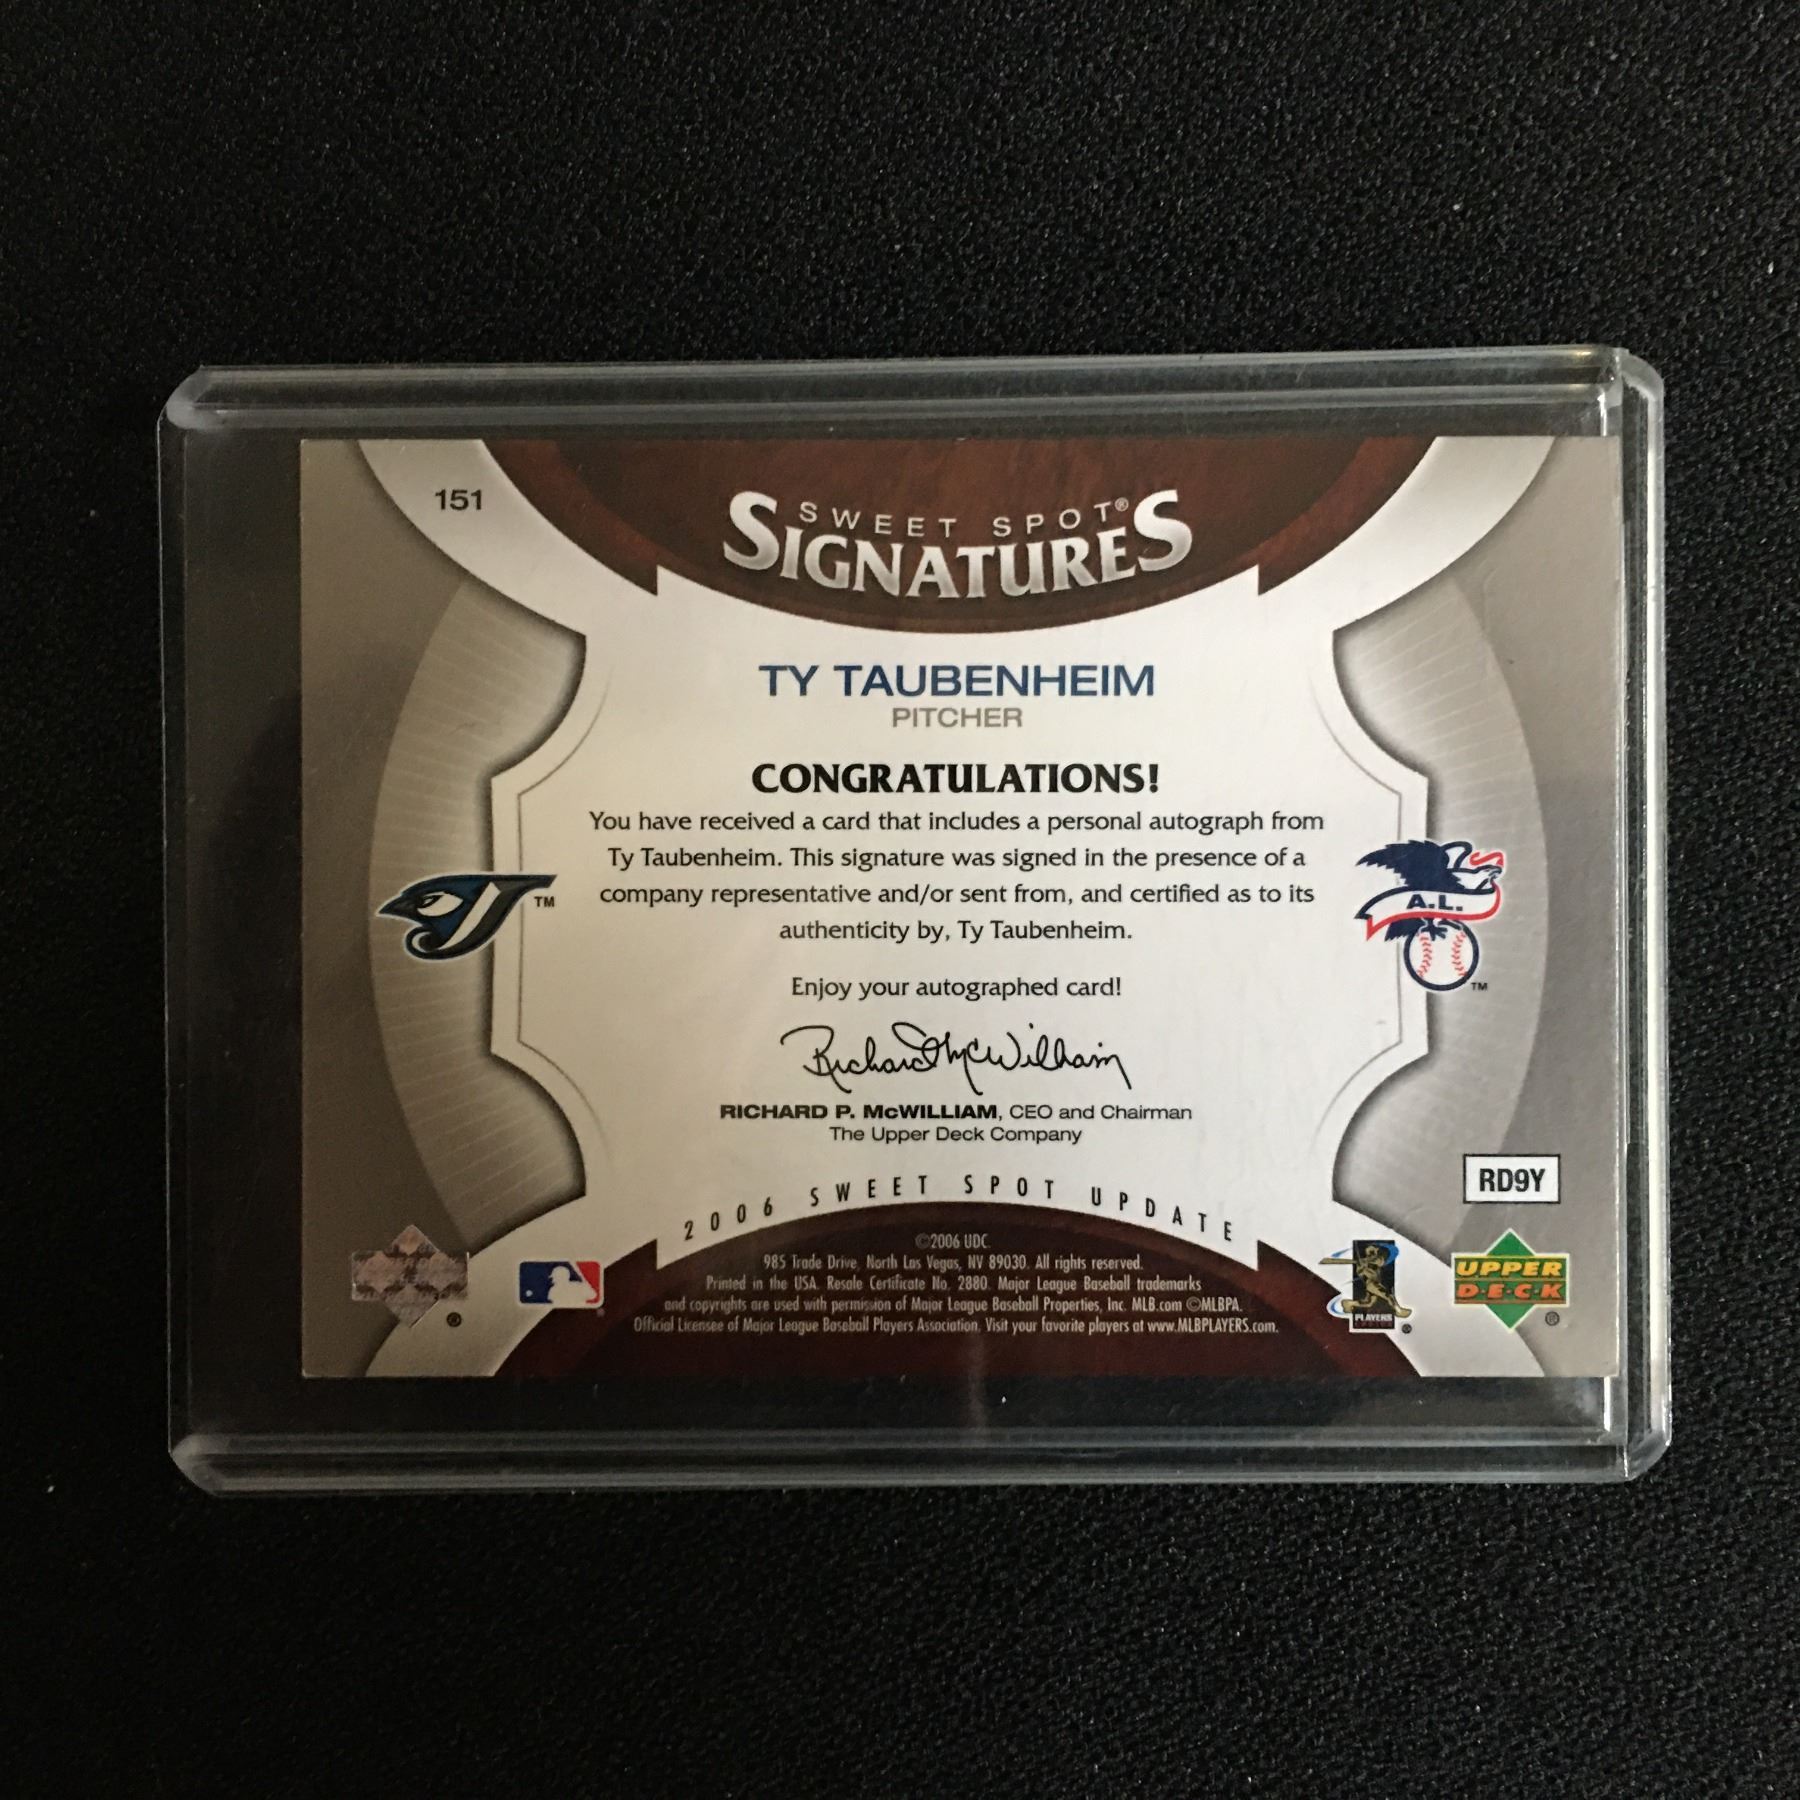 151
SWEET SPOT®
SIGNATURES
TY TAUBENHEIM
PITCHER
CONGRATULATIONS!
You have received a card that includes a personal autograph from
Ty Taubenheim. This signature was signed in the presence of a
company representative and/or sent from, and certified as to its
authenticity by, Ty Taubenheim.
TM
A.L.
TM
Enjoy your autographed card!
Richard McWilliam
RICHARD P. McWILLIAM, CEO and Chairman
The Upper Deck Company
RD9Y
2006 SWEET SPOT UPDATE
©2006 UDC.
985 Trade Drive, North Las Vegas, NV 89030. All rights reserved.
Printed in the USA. Resale Certificate No. 2880. Major League Baseball trademarks
and copyrights are used with permission of Major League Baseball Properties, Inc. MLB.com ©MLBPA.
Official Licensee of Major League Baseball Players Association. Visit your favorite players at www.MLBPLAYERS.com.
®
PLAYERS
®
UPPER
D·E·C·K
®